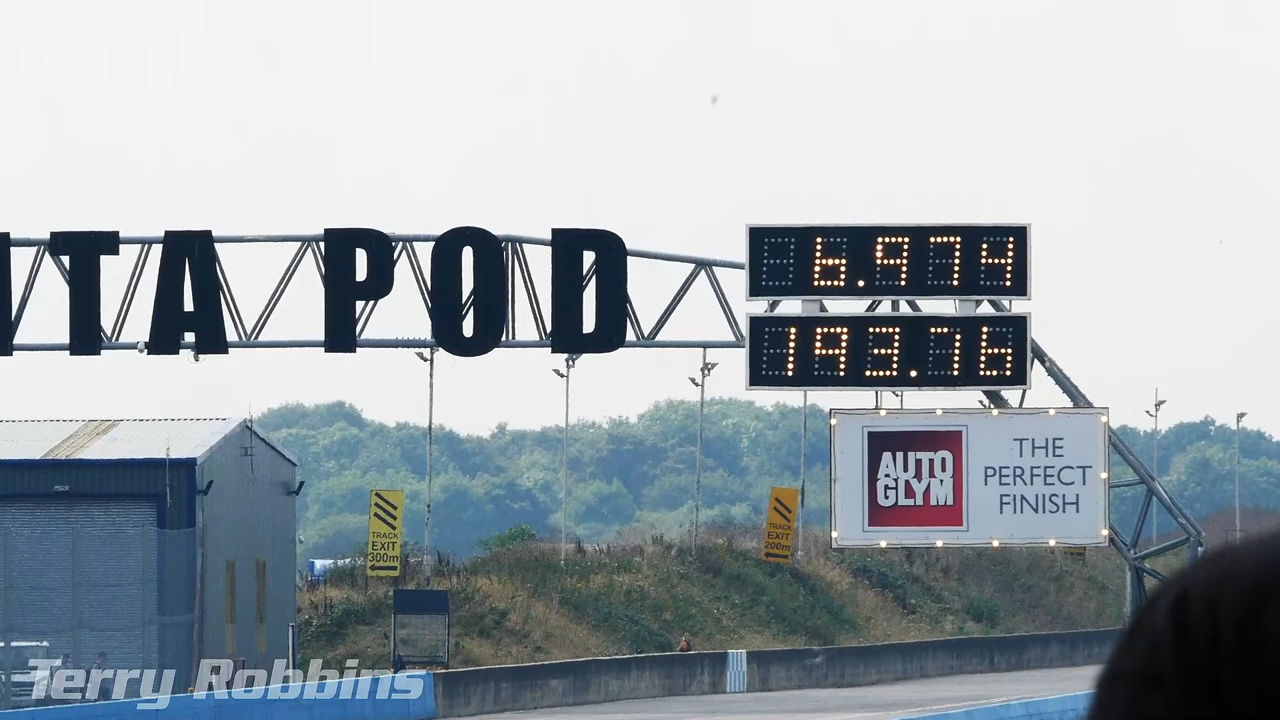 TA POD
6.974
193.76
AUTO
GLYM
THE
PERFECT
FINISH
TRACK
EXIT
300m
TRACK
EXIT
200m
Terry Robbins